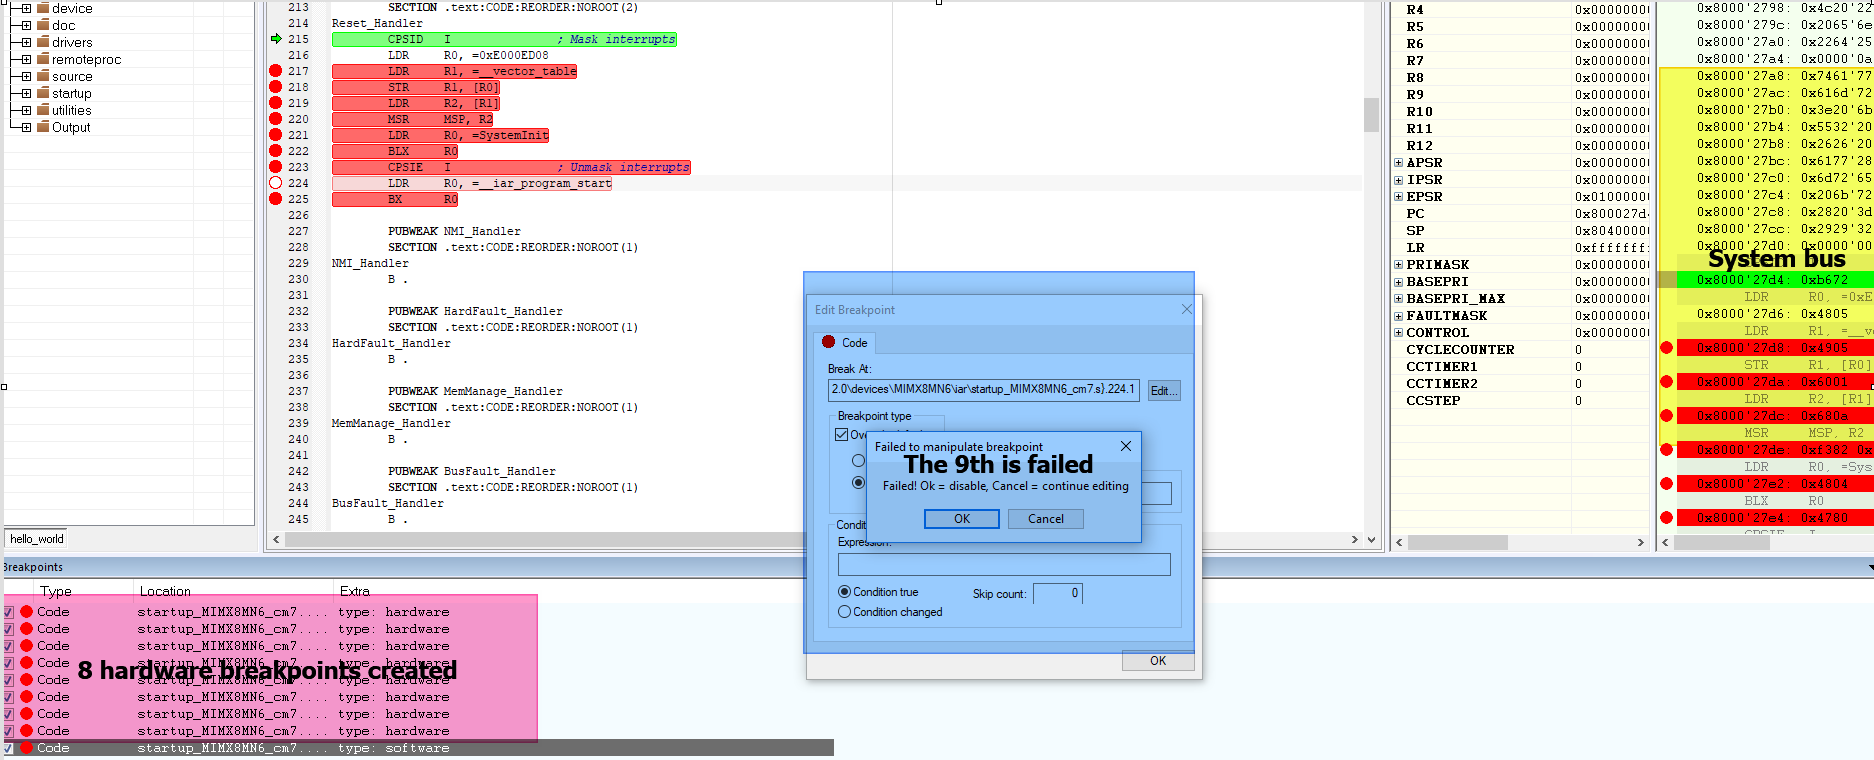 device
doc
drivers
remoteproc
source
startup
utilities
Output
hello_world
213 SECTION .text:CODE:REORDER:NOROOT(2)
214 Reset_Handler
215 CPSID I ; Mask interrupts
216 LDR R0, =0xE000ED08
217 LDR R1, =__vector_table
218 STR R1, [R0]
219 LDR R2, [R1]
220 MSR MSP, R2
221 LDR R0, =SystemInit
222 BLX R0
223 CPSIE I ; Unmask interrupts
224 LDR R0, =__iar_program_start
225 BX R0
226
227 PUBWEAK NMI_Handler
228 SECTION .text:CODE:REORDER:NOROOT(1)
229 NMI_Handler
230 B .
231
232 PUBWEAK HardFault_Handler
233 SECTION .text:CODE:REORDER:NOROOT(1)
234 HardFault_Handler
235 B .
236
237 PUBWEAK MemManage_Handler
238 SECTION .text:CODE:REORDER:NOROOT(1)
239 MemManage_Handler
240 B .
241
242 PUBWEAK BusFault_Handler
243 SECTION .text:CODE:REORDER:NOROOT(1)
244 BusFault_Handler
245 B .
Edit Breakpoint
Code
Break At:
2.0\devices\MIMX8MN6\iar\startup_MIMX8MN6_cm7.s}.224.1
Edit...
Breakpoint type
Failed to manipulate breakpoint
The 9th is failed
Failed! Ok = disable, Cancel = continue editing
OK Cancel
Expression:
Condition true
Condition changed
Skip count: 0
OK
R4 0x00000000
R5 0x00000000
R6 0x00000000
R7 0x00000000
R8 0x00000000
R9 0x00000000
R10 0x00000000
R11 0x00000000
R12 0x00000000
APSR 0x00000000
IPSR 0x00000000
EPSR 0x01000000
PC 0x800027d4
SP 0x80400000
LR 0xffffffff
PRIMASK 0x00000000
BASEPRI 0x00000000
BASEPRI_MAX 0x00000000
FAULTMASK 0x00000000
CONTROL 0x00000000
CYCLECOUNTER 0
CCTIMER1 0
CCTIMER2 0
CCSTEP 0
0x8000'2798: 0x4c20'22
0x8000'279c: 0x2065'6e
0x8000'27a0: 0x2264'25
0x8000'27a4: 0x0000'0a
0x8000'27a8: 0x7461'77
0x8000'27ac: 0x616d'72
0x8000'27b0: 0x3e20'6b
0x8000'27b4: 0x5532'20
0x8000'27b8: 0x2626'20
0x8000'27bc: 0x6177'28
0x8000'27c0: 0x6d72'65
0x8000'27c4: 0x206b'72
0x8000'27c8: 0x2820'3d
0x8000'27cc: 0x2929'32
0x8000'27d0: 0x0000'00
System bus
0x8000'27d4: 0xb672
LDR R0, =0xE
0x8000'27d6: 0x4805
LDR R1, =__v
0x8000'27d8: 0x4905
STR R1, [R0]
0x8000'27da: 0x6001
LDR R2, [R1]
0x8000'27dc: 0x680a
MSR MSP, R2
0x8000'27de: 0xf382 0x
LDR R0, =Sys
0x8000'27e2: 0x4804
BLX R0
0x8000'27e4: 0x4780
CPSIE I
Breakpoints
Type Location Extra
Code startup_MIMX8MN6_cm7.... type: hardware
Code startup_MIMX8MN6_cm7.... type: hardware
Code startup_MIMX8MN6_cm7.... type: hardware
Code startup_MIMX8MN6_cm7.... type: hardware
8 hardware breakpoints created
Code startup_MIMX8MN6_cm7.... type: hardware
Code startup_MIMX8MN6_cm7.... type: hardware
Code startup_MIMX8MN6_cm7.... type: hardware
Code startup_MIMX8MN6_cm7.... type: hardware
Code startup_MIMX8MN6_cm7.... type: software